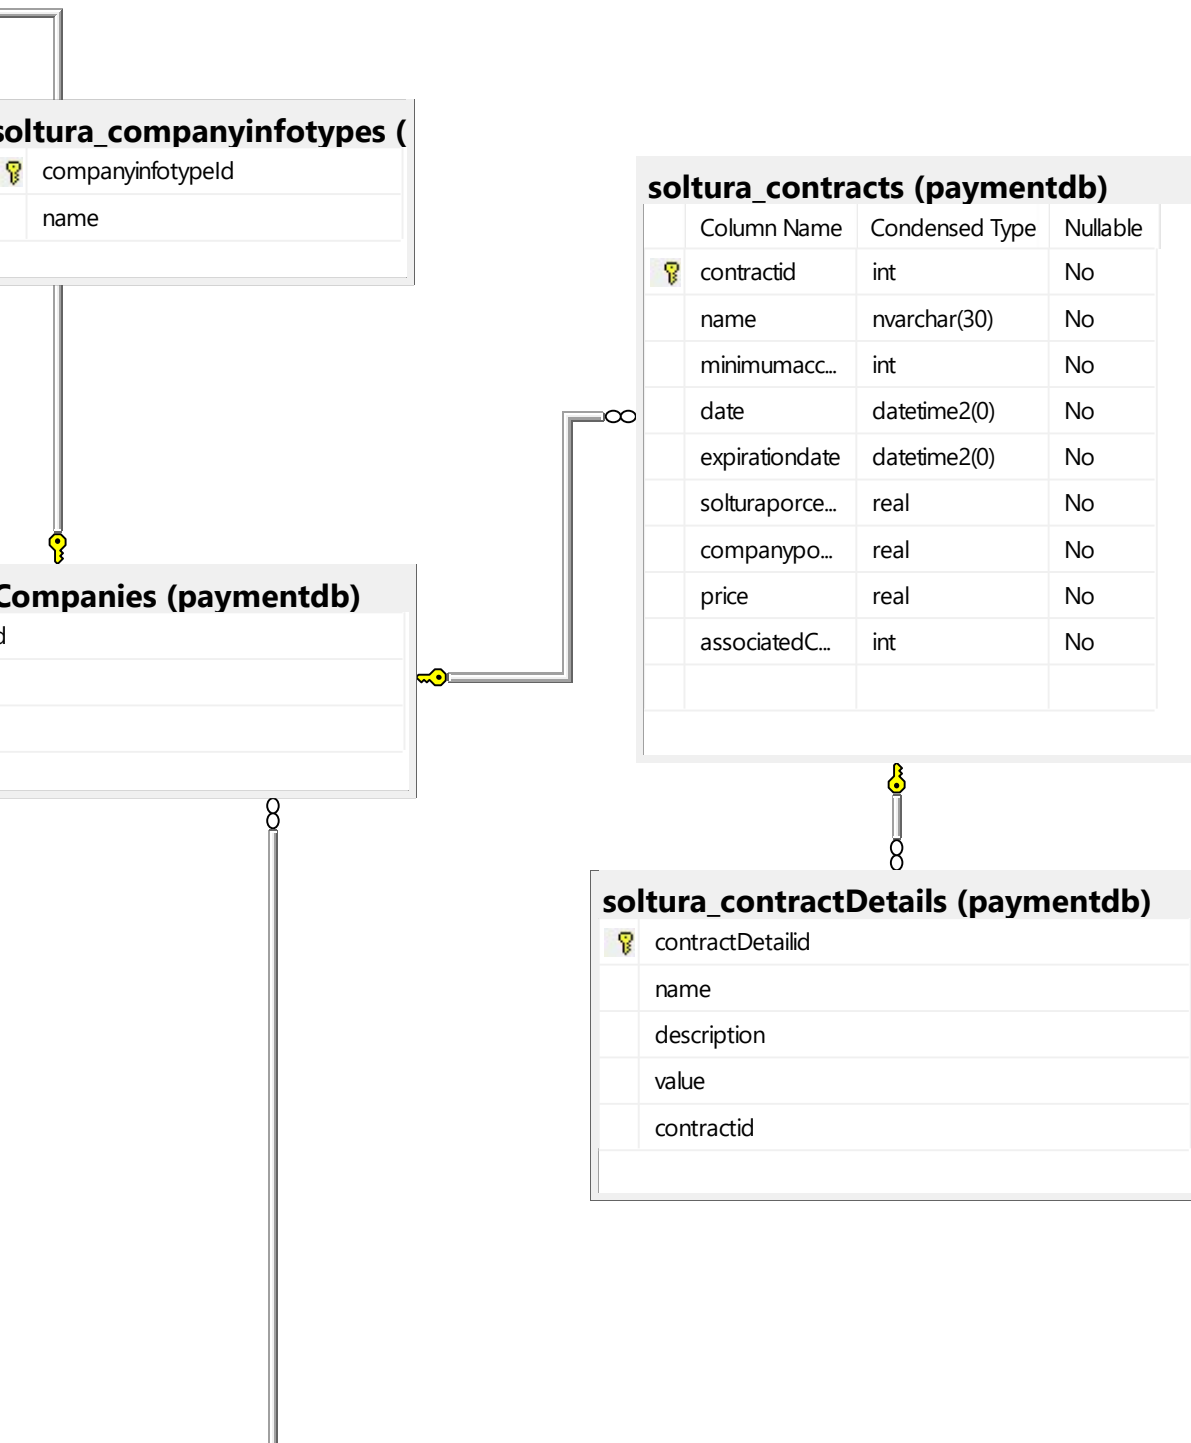 soltura_companyinfotypes (
companyinfotypeId
name
soltura_contracts (paymentdb)
Column Name Condensed Type Nullable
contractid int No
name nvarchar(30) No
minimumacc... int No
date datetime2(0) No
expirationdate datetime2(0) No
solturaporce... real No
companypo... real No
price real No
associatedC... int No
Companies (paymentdb)
d
soltura_contractDetails (paymentdb)
contractDetailid
name
description
value
contractid